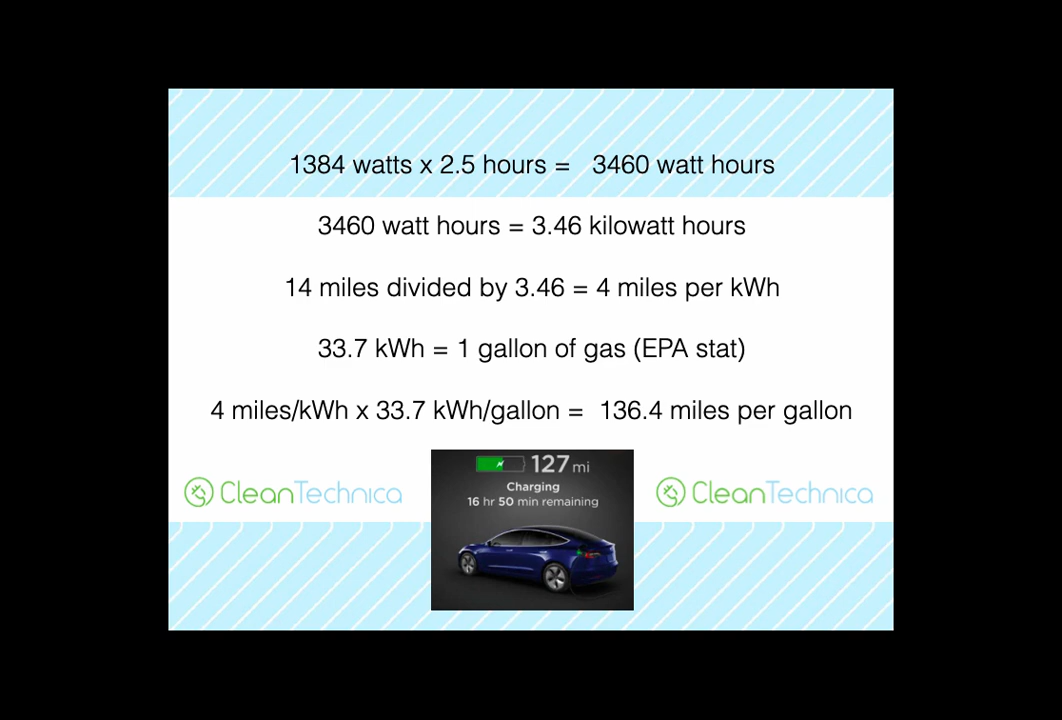 1384 watts x 2.5 hours = 3460 watt hours
3460 watt hours = 3.46 kilowatt hours
14 miles divided by 3.46 = 4 miles per kWh
33.7 kWh = 1 gallon of gas (EPA stat)
4 miles/kWh x 33.7 kWh/gallon = 136.4 miles per gallon
127 mi
Charging
16 hr 50 min remaining
CleanTechnica
CleanTechnica